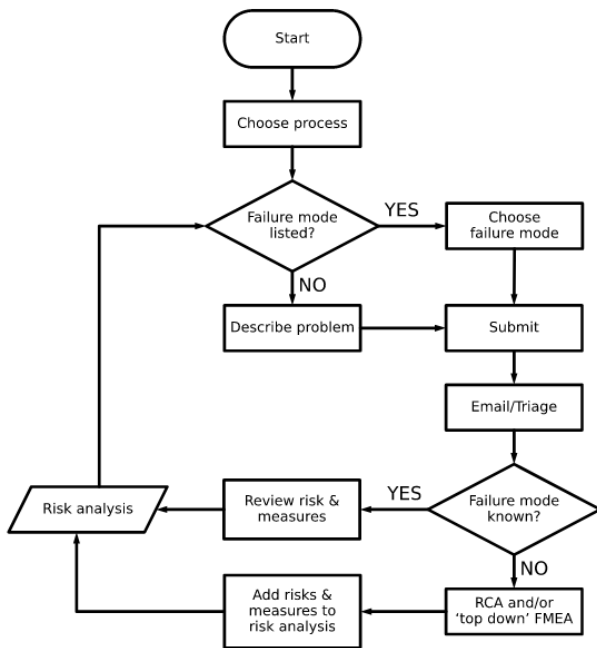 Start
Choose process
Failure mode
listed?
YES
Choose
failure mode
NO
Describe problem
Submit
Email/Triage
Failure mode
known?
YES
Review risk &
measures
Risk analysis
NO
RCA and/or
‘top down’ FMEA
Add risks &
measures to
risk analysis